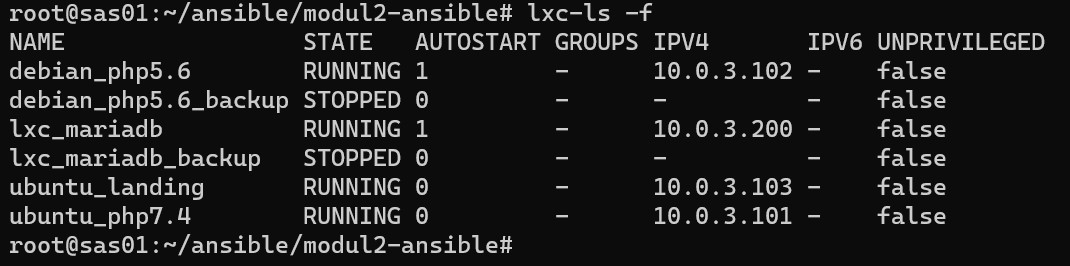 root@sas01:~/ansible/modul2-ansible# lxc-ls -f
NAME                 STATE   AUTOSTART GROUPS IPV4       IPV6 UNPRIVILEGED
debian_php5.6        RUNNING 1         -      10.0.3.102 -    false
debian_php5.6_backup STOPPED 0         -      -          -    false
lxc_mariadb          RUNNING 1         -      10.0.3.200 -    false
lxc_mariadb_backup   STOPPED 0         -      -          -    false
ubuntu_landing       RUNNING 0         -      10.0.3.103 -    false
ubuntu_php7.4        RUNNING 0         -      10.0.3.101 -    false
root@sas01:~/ansible/modul2-ansible#